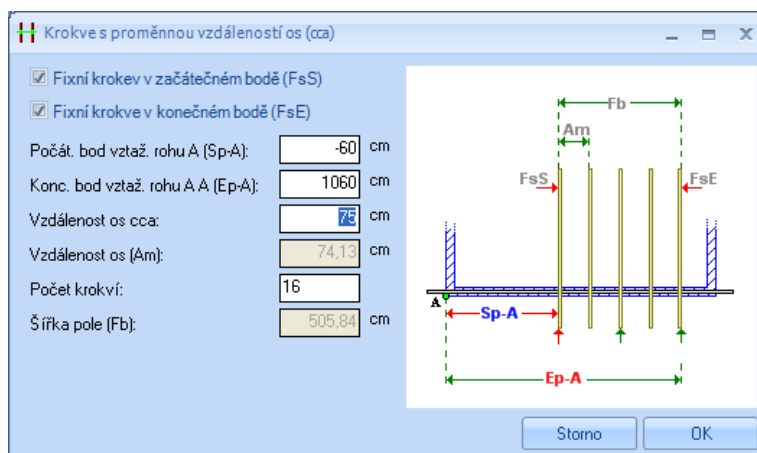 Krokve s proměnnou vzdáleností os (cca)
Fixní krokev v začátečném bodě (FsS)
Fixní krokve v konečném bodě (FsE)
Počát. bod vztaž. rohu A (Sp-A): -60 cm
Konc. bod vztaž. rohu A A (Ep-A): 1060 cm
Vzdálenost os cca: 75 cm
Vzdálenost os (Am): 74,13 cm
Počet krokví: 16
Šířka pole (Fb): 505,84 cm
Fb
Am
FsS
FsE
A
Sp-A
Ep-A
Storno
OK